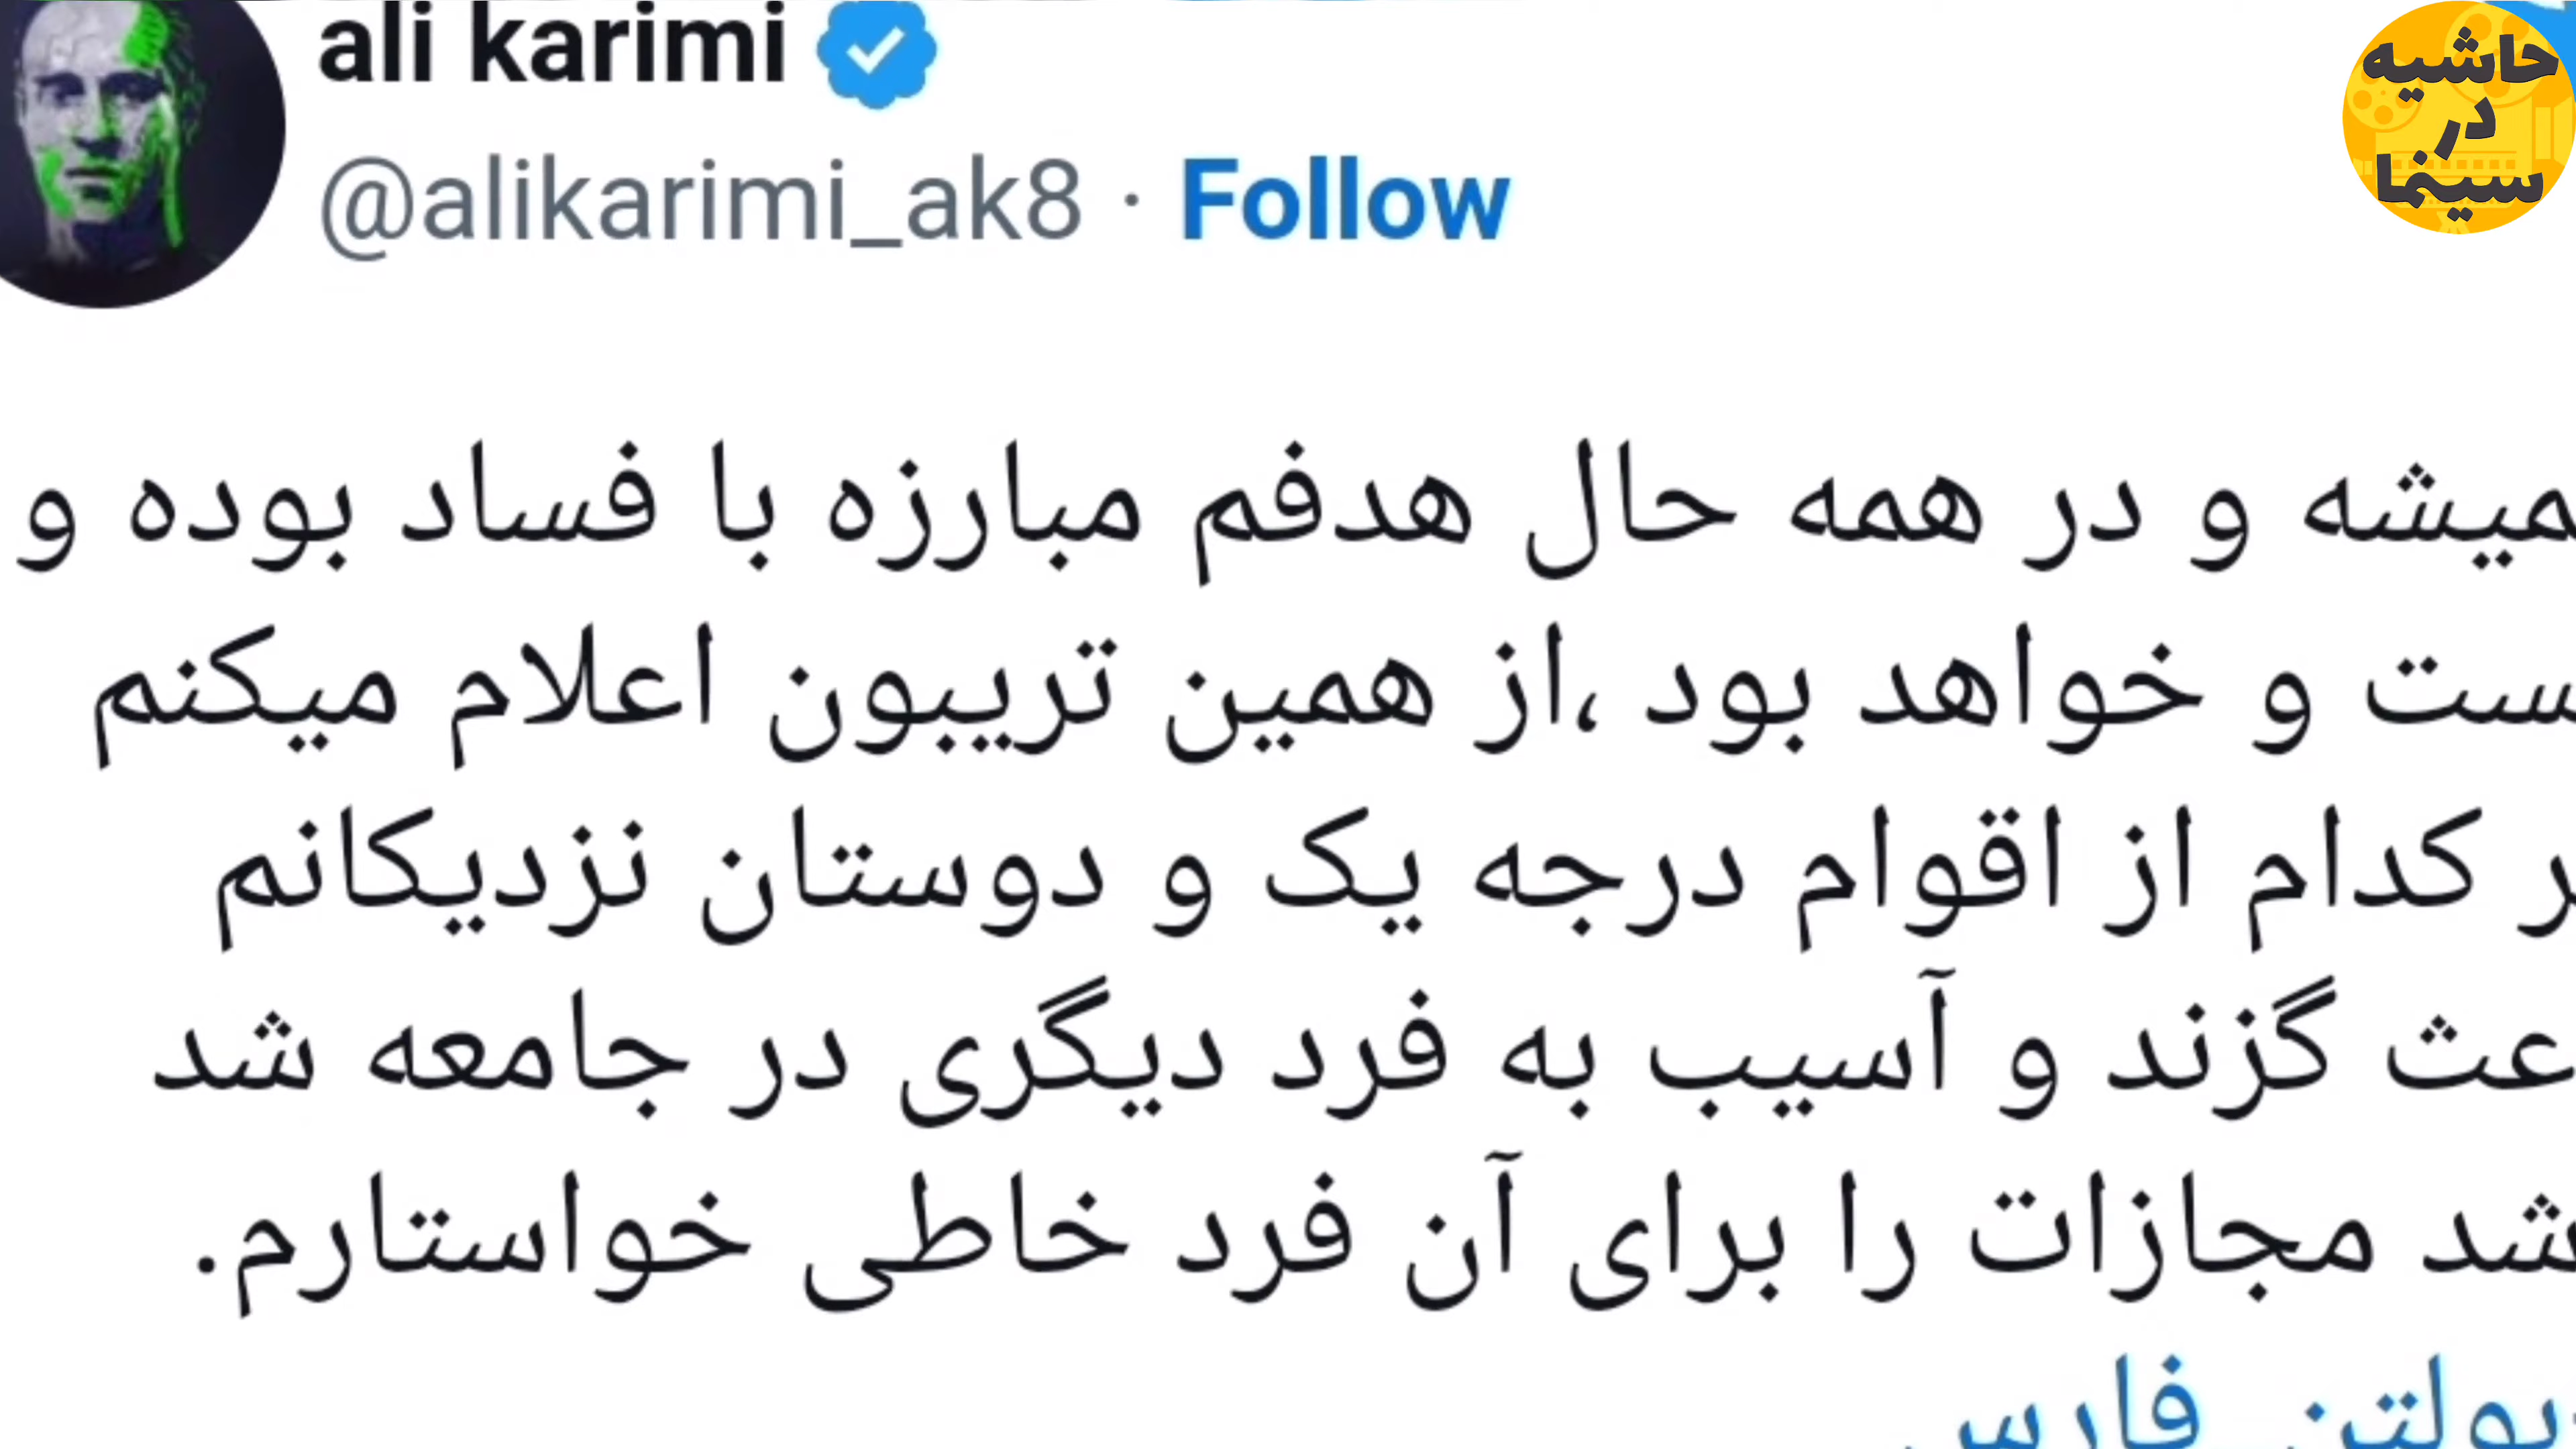 ali karimi
@alikarimi_ak8 · Follow
حاشیه
در
سینما
میشه و در همه حال هدفم مبارزه با فساد بوده و
ست و خواهد بود ،از همین تریبون اعلام میکنم
ر کدام از اقوام درجه یک و دوستان نزدیکانم
عث گزند و آسیب به فرد دیگری در جامعه شد
شد مجازات را برای آن فرد خاطی خواستارم.
بولتن_فارس